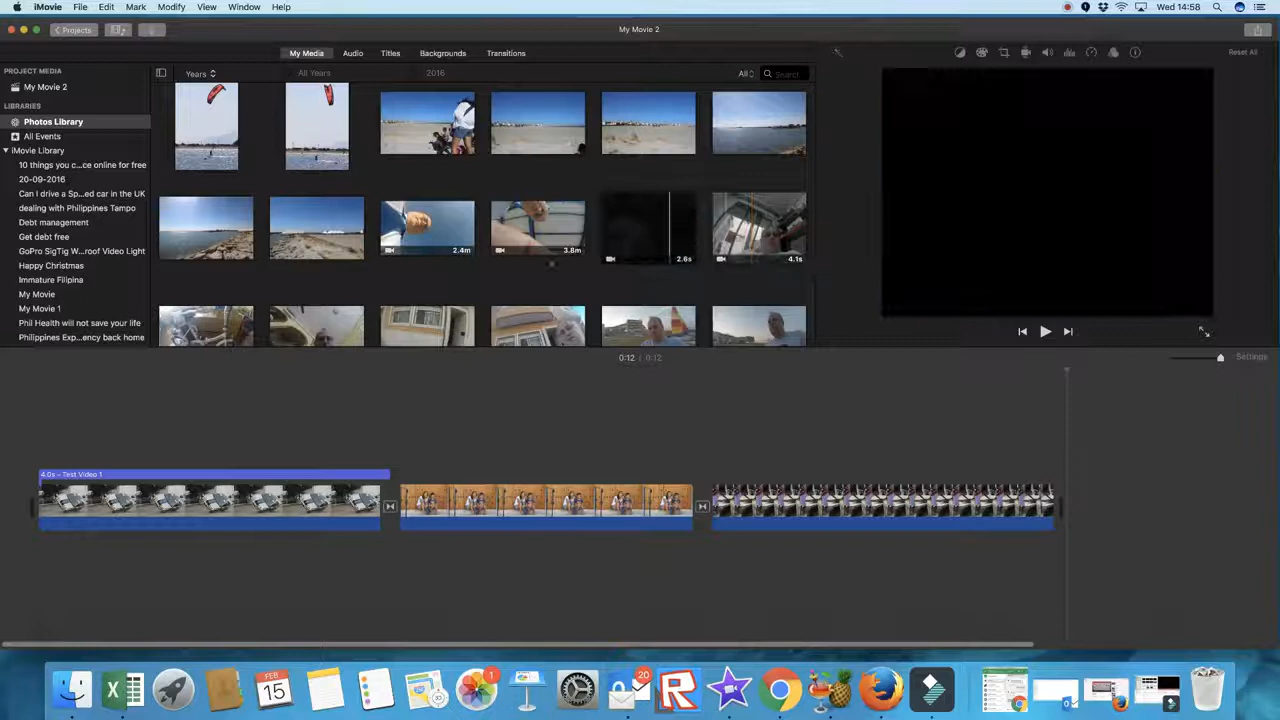 iMovie File Edit Mark Modify View Window Help Wed 14:58
Projects My Movie 2
My Media Audio Titles Backgrounds Transitions Reset All
PROJECT MEDIA
My Movie 2
LIBRARIES
Photos Library
All Events
iMovie Library
10 things you c...ce online for free
20-09-2016
Can I drive a Sp...ed car in the UK
dealing with Philippines Tampo
Debt management
Get debt free
GoPro SigTig W...roof Video Light
Happy Christmas
Immature Filipina
My Movie
My Movie 1
Phil Health will not save your life
Philippines Exp...ency back home
Years All Years 2016 All Search
2.4m 3.8m 2.6s 4.1s
0:12 / 0:12 Settings
4.0s – Test Video 1
FEB
15
1
20